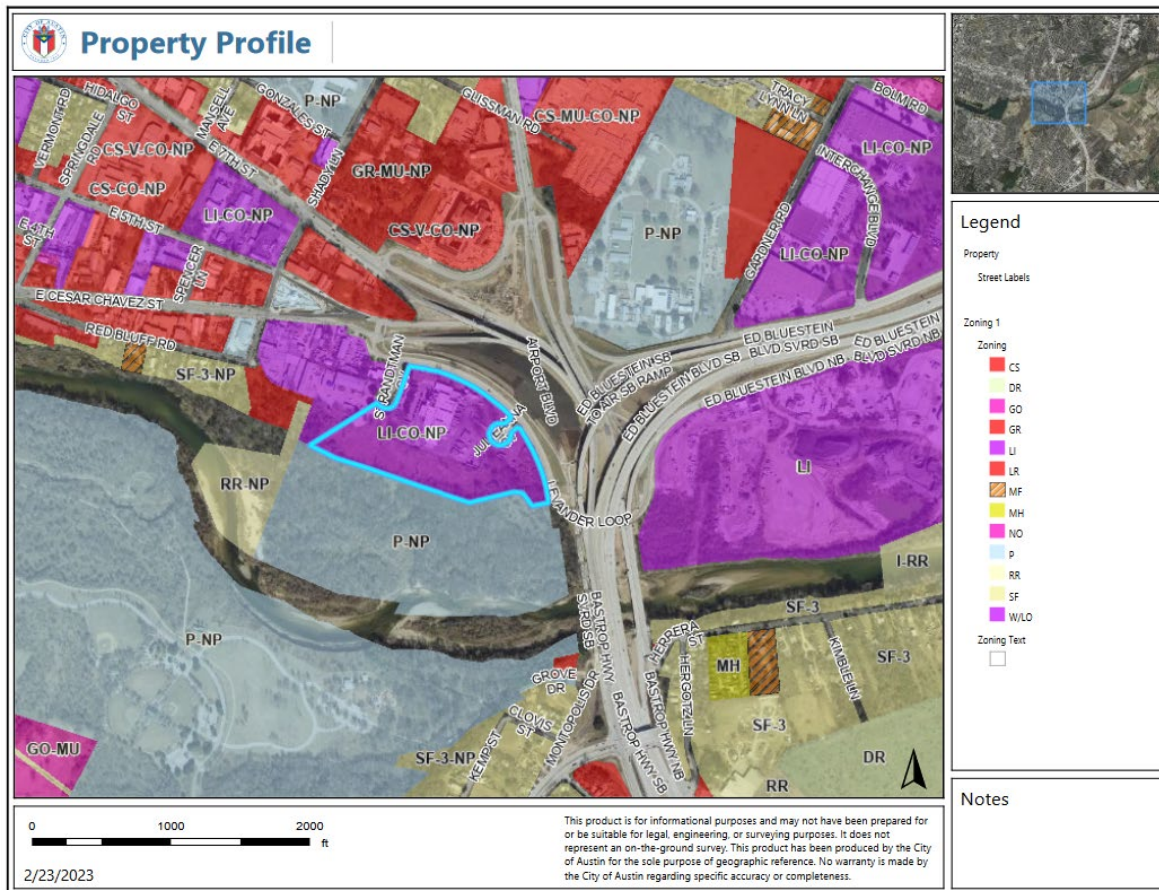 Property Profile
VERMONT RD
HIDALGO ST
SPRINGDALE RD
MANSELL AVE
GONZALES ST
P-NP
GLISSMAN RD
CS-MU-CO-NP
TRACY LYNN LN
BOLM RD
CS-V-CO-NP
E 7TH ST
SHADY LN
GR-MU-NP
INTERCHANGE BLVD
LI-CO-NP
CS-CO-NP
E 5TH ST
LI-CO-NP
E 4TH ST
CS-V-CO-NP
P-NP
GARDNER RD
LI-CO-NP
SPENCER LN
E CESAR CHAVEZ ST
RED BLUFF RD
SF-3-NP
AIRPORT BLVD
ED BLUESTEIN SB
TO AIR SB RAMP
ED BLUESTEIN
BLVD SVRD SB
ED BLUESTEIN BLVD SB
ED BLUESTEIN
BLVD SVRD NB
ED BLUESTEIN BLVD NB
LI-CO-NP
LI
RR-NP
LEVANDER LOOP
P-NP
I-RR
P-NP
BASTROP HWY
SVRD SB
SF-3
HERRERA ST
MH
HERGOTZ LN
KIMBLE LN
SF-3
GROVE DR
CLOVIS ST
MONTOPOLIS DR
KEMP ST
SF-3-NP
BASTROP HWY SB
BASTROP HWY NB
SF-3
DR
RR
GO-MU
Legend
Property
Street Labels
Zoning 1
Zoning
CS
DR
GO
GR
LI
LR
MF
MH
NO
P
RR
SF
W/LO
Zoning Text
Notes
0 1000 2000
ft
2/23/2023
This product is for informational purposes and may not have been prepared for
or be suitable for legal, engineering, or surveying purposes. It does not
represent an on-the-ground survey. This product has been produced by the City
of Austin for the sole purpose of geographic reference. No warranty is made by
the City of Austin regarding specific accuracy or completeness.